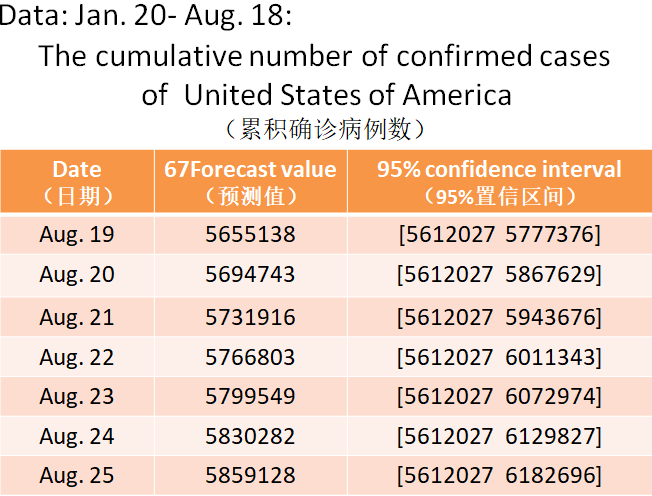 Data: Jan. 20- Aug. 18:
The cumulative number of confirmed cases
of United States of America
（累积确诊病例数）
Date 67Forecast value 95% confidence interval
（日期） （预测值） （95%置信区间）
Aug. 19 5655138 [5612027 5777376]
Aug. 20 5694743 [5612027 5867629]
Aug. 21 5731916 [5612027 5943676]
Aug. 22 5766803 [5612027 6011343]
Aug. 23 5799549 [5612027 6072974]
Aug. 24 5830282 [5612027 6129827]
Aug. 25 5859128 [5612027 6182696]